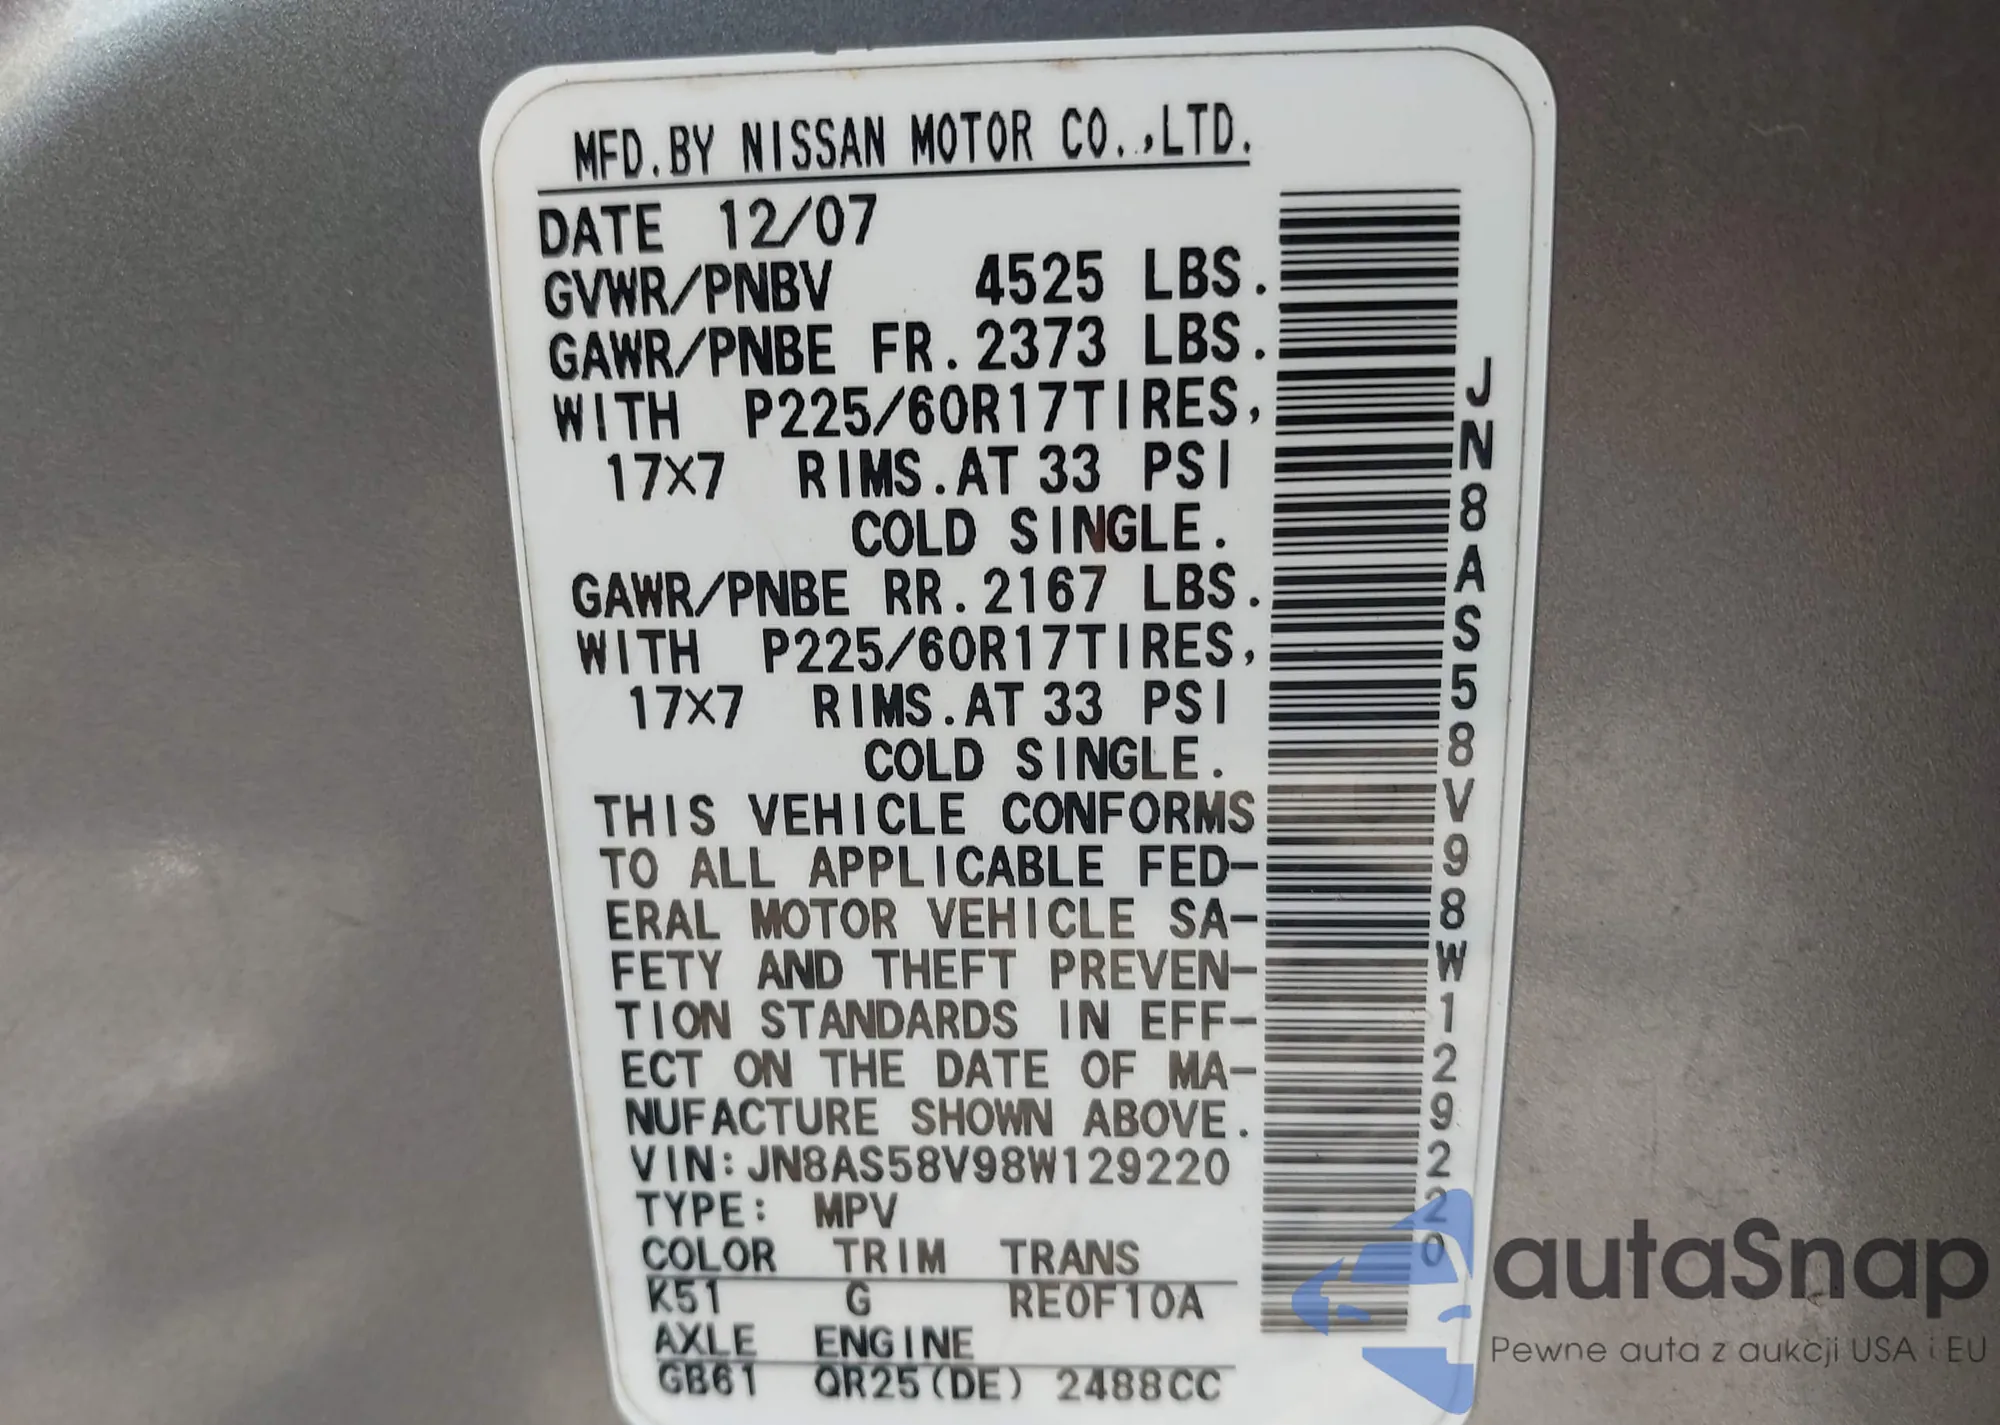 MFD.BY NISSAN MOTOR CO.,LTD.
DATE 12/07
GVWR/PNBV 4525 LBS.
GAWR/PNBE FR.2373 LBS.
WITH P225/60R17TIRES,
17X7 RIMS.AT 33 PSI
COLD SINGLE.
GAWR/PNBE RR.2167 LBS.
WITH P225/60R17TIRES,
17X7 RIMS.AT 33 PSI
COLD SINGLE.
THIS VEHICLE CONFORMS
TO ALL APPLICABLE FED-
ERAL MOTOR VEHICLE SA-
FETY AND THEFT PREVEN-
TION STANDARDS IN EFF-
ECT ON THE DATE OF MA-
NUFACTURE SHOWN ABOVE.
VIN:JN8AS58V98W129220
TYPE: MPV
COLOR TRIM TRANS
K51 G RE0F10A
AXLE ENGINE
GB61 QR25(DE) 2488CC
JN8AS58V98W129220
autaSnap
Pewne auta z aukcji USA i EU